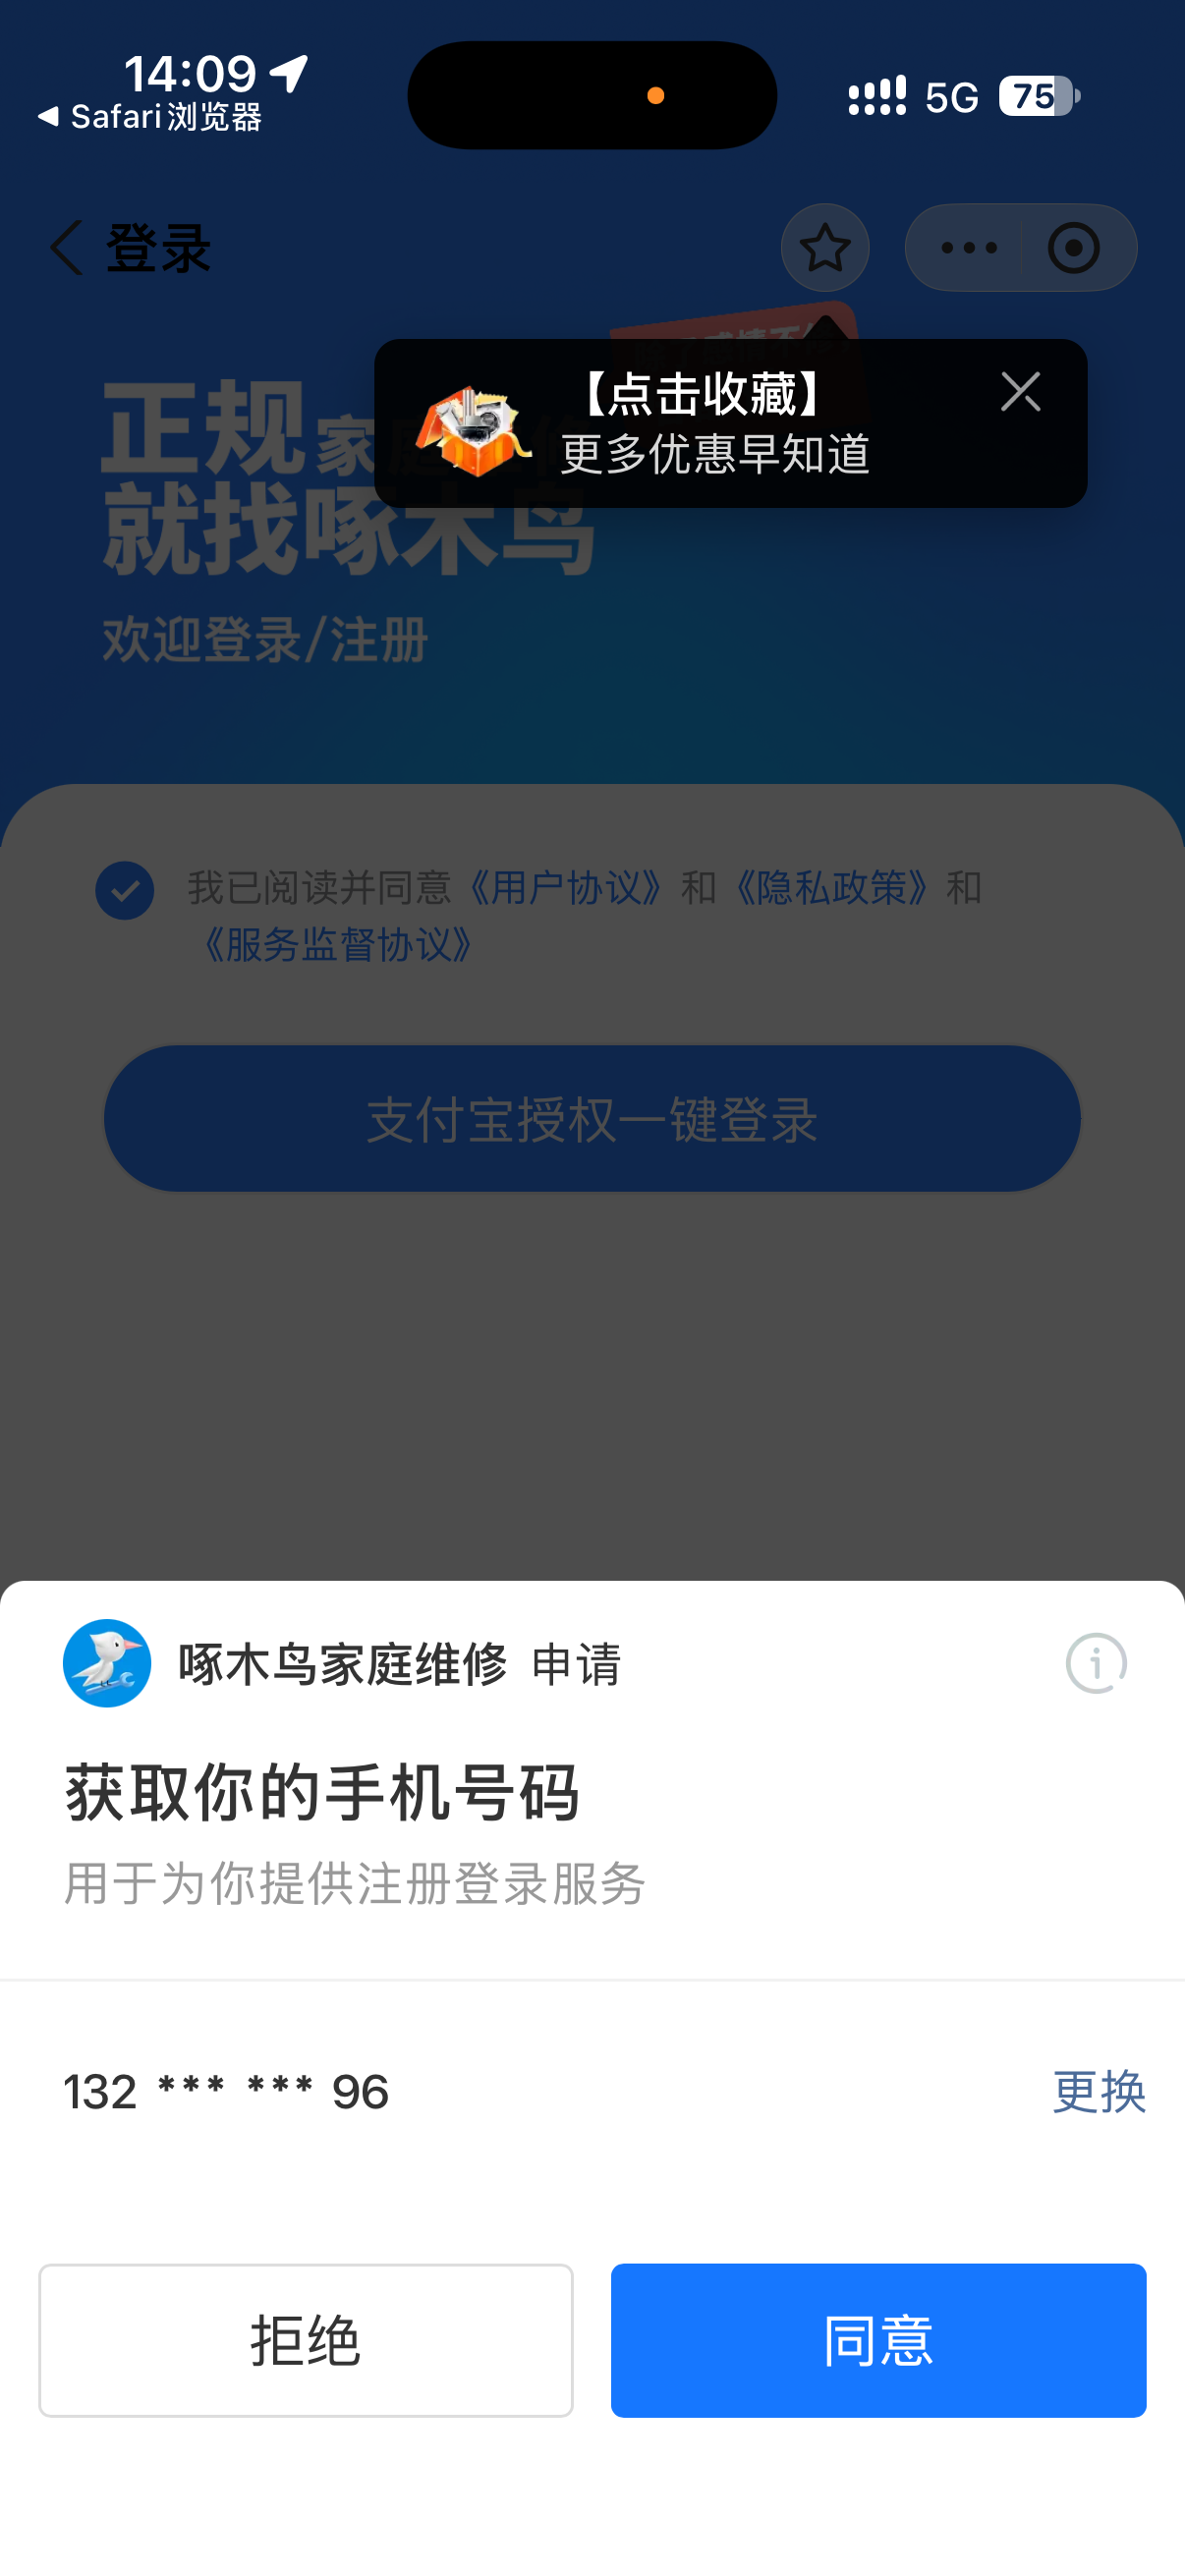 14:09
5G
75
Safari浏览器
登录
【点击收藏】
更多优惠早知道
正规家庭维修
就找啄木鸟
欢迎登录/注册
我已阅读并同意《用户协议》和《隐私政策》和
《服务监督协议》
支付宝授权一键登录
啄木鸟家庭维修 申请
获取你的手机号码
用于为你提供注册登录服务
132 *** *** 96
更换
拒绝
同意